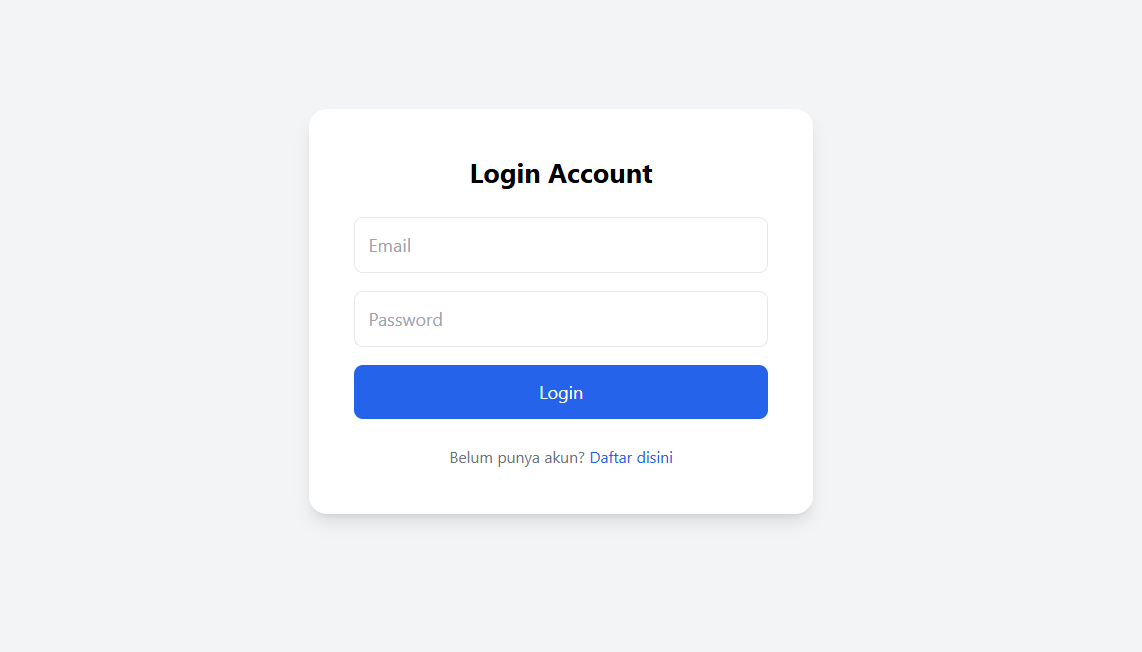 Login Account
Email
Password
Login
Belum punya akun? Daftar disini